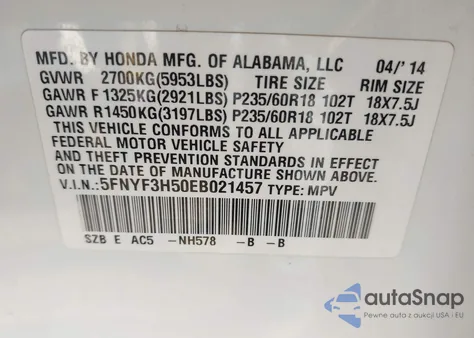 MFD. BY HONDA MFG. OF ALABAMA, LLC 04/' 14
GVWR 2700KG(5953LBS) TIRE SIZE RIM SIZE
GAWR F 1325KG(2921LBS) P235/60R18 102T 18X7.5J
GAWR R1450KG(3197LBS) P235/60R18 102T 18X7.5J
THIS VEHICLE CONFORMS TO ALL APPLICABLE
FEDERAL MOTOR VEHICLE SAFETY
AND THEFT PREVENTION STANDARDS IN EFFECT
ON THE DATE OF MANUFACTURE SHOWN ABOVE.
V.I.N.: 5FNYF3H50EB021457 TYPE: MPV
SZB E AC5 -NH578 -B -B
autoSnap
Pewne auta z aukcji USA i EU